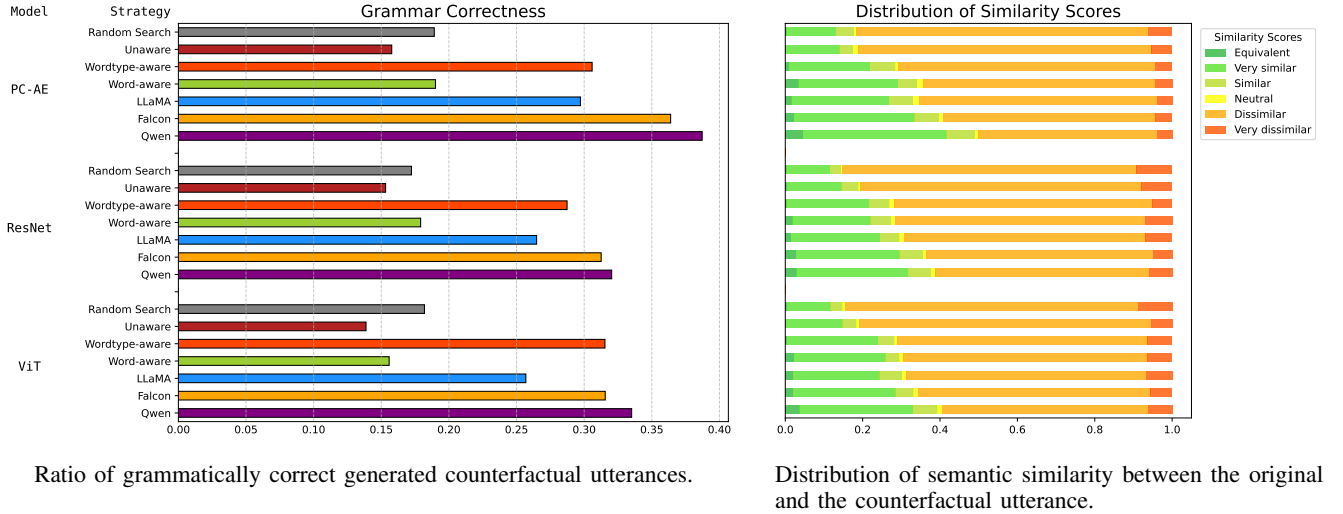 Model Strategy Grammar Correctness Distribution of Similarity Scores
Random Search
Unaware
Wordtype-aware
PC-AE
Word-aware
LLaMA
Falcon
Qwen
Random Search
Unaware
Wordtype-aware
ResNet
Word-aware
LLaMA
Falcon
Qwen
Random Search
Unaware
Wordtype-aware
ViT
Word-aware
LLaMA
Falcon
Qwen
0.00 0.05 0.10 0.15 0.20 0.25 0.30 0.35 0.40
0.0 0.2 0.4 0.6 0.8 1.0
Similarity Scores
Equivalent
Very similar
Similar
Neutral
Dissimilar
Very dissimilar
Ratio of grammatically correct generated counterfactual utterances.
Distribution of semantic similarity between the original
and the counterfactual utterance.